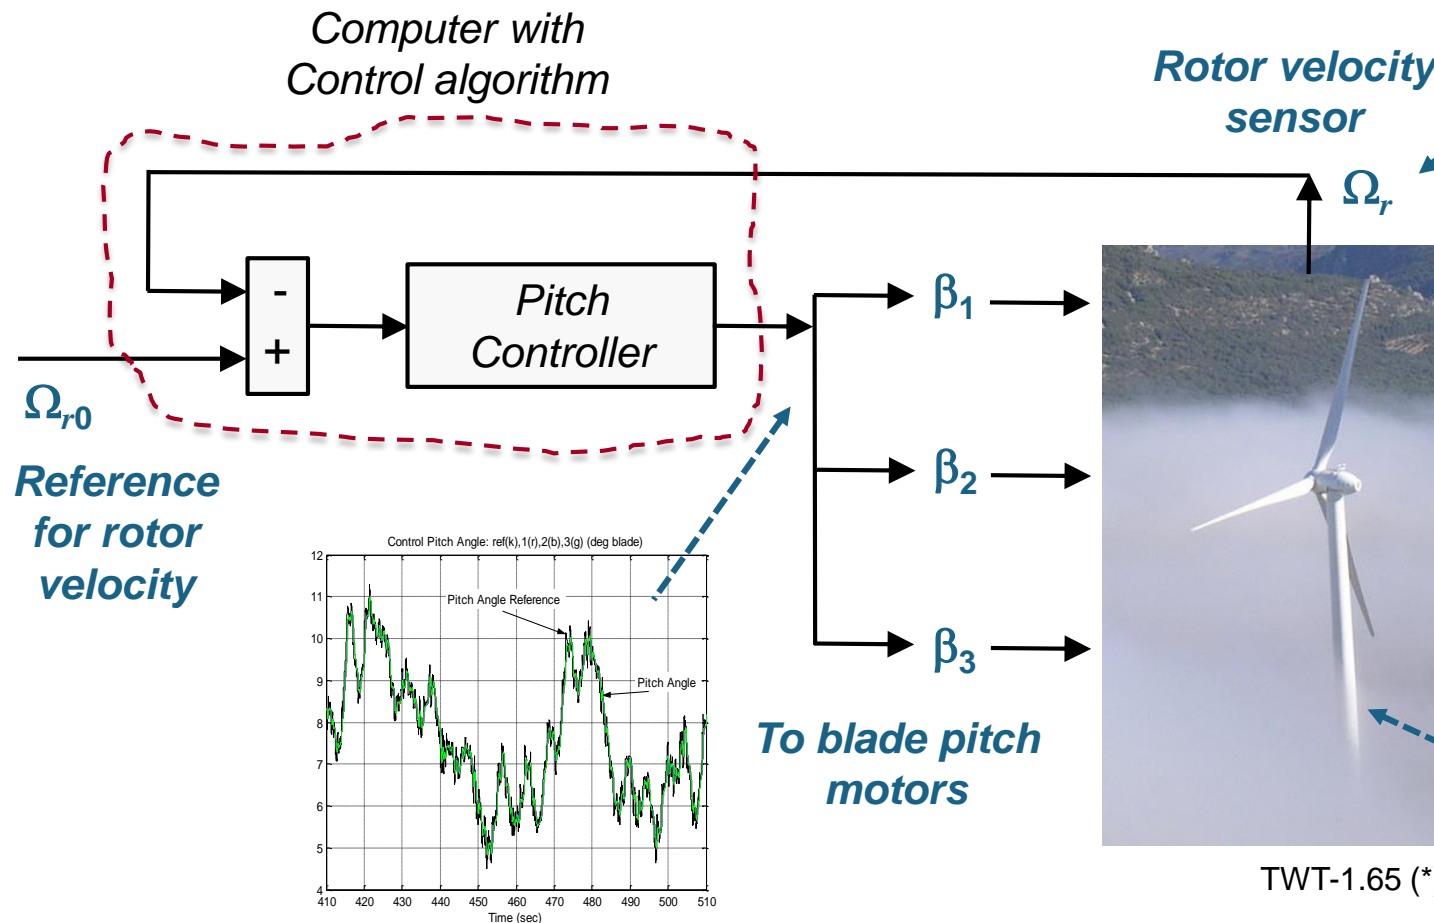 Computer with
Control algorithm
Rotor velocity
sensor
Ωr
-
+
Pitch
Controller
Ωr0
Reference
for rotor
velocity
β1
β2
β3
To blade pitch
motors
Control Pitch Angle: ref(k),1(r),2(b),3(g) (deg blade)
12
11
10
9
8
7
6
5
4
Pitch Angle Reference
Pitch Angle
410 420 430 440 450 460 470 480 490 500 510
Time (sec)
TWT-1.65 (*